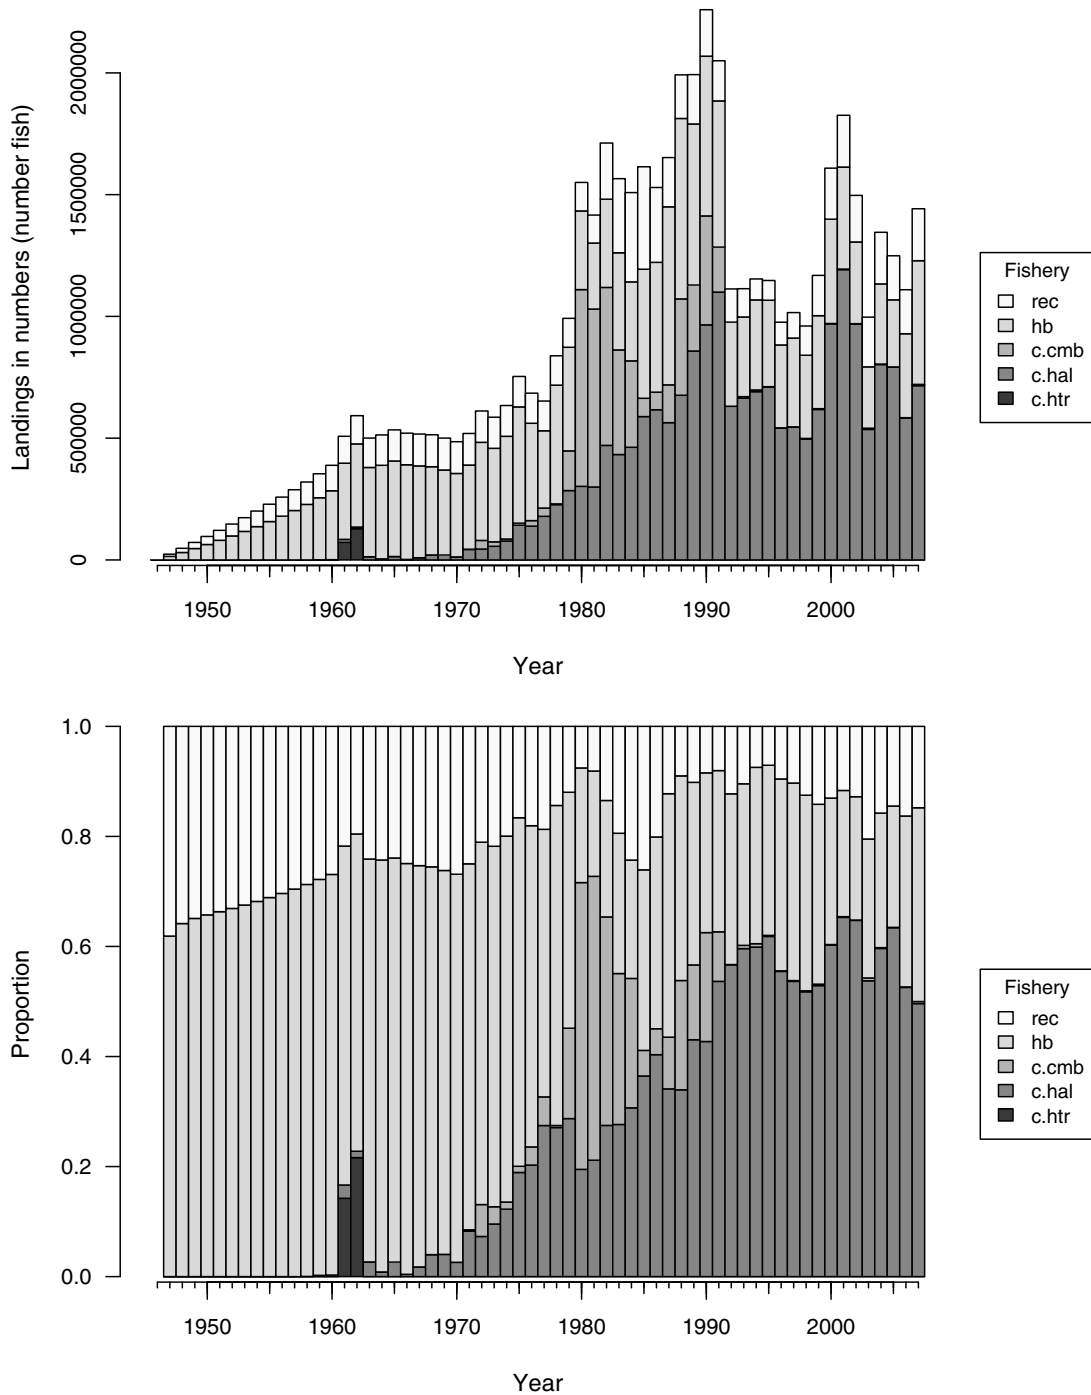 Landings in numbers (number fish)
2000000
1500000
1000000
500000
0
1950 1960 1970 1980 1990 2000
Year
Fishery
rec
hb
c.cmb
c.hal
c.htr
Proportion
1.0
0.8
0.6
0.4
0.2
0.0
1950 1960 1970 1980 1990 2000
Year
Fishery
rec
hb
c.cmb
c.hal
c.htr